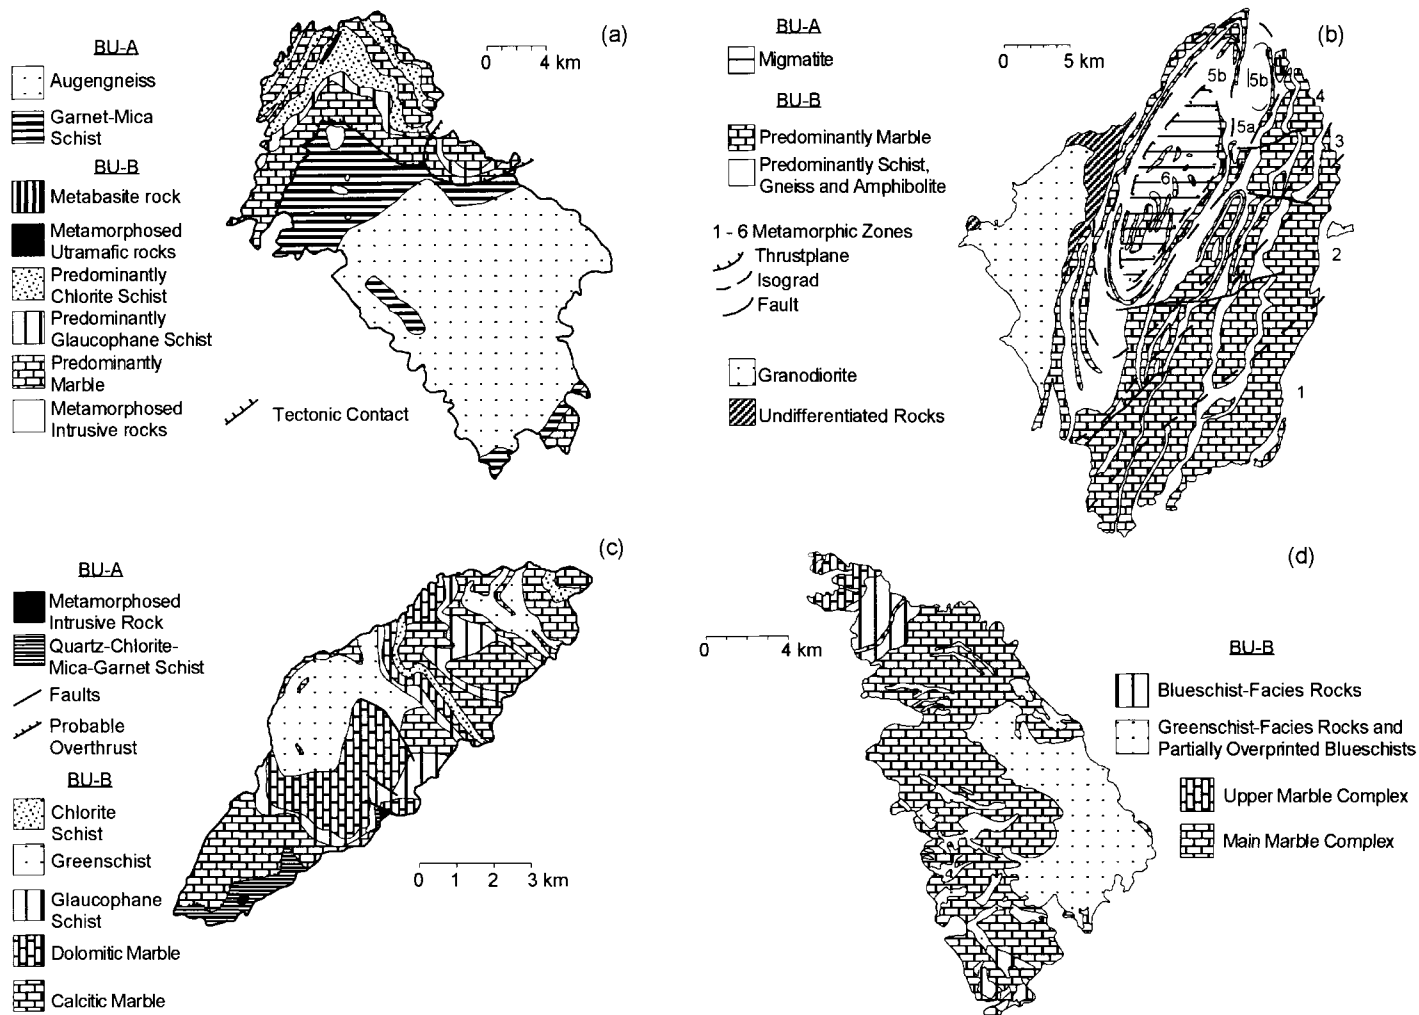 (a)
BU-A
Augengneiss
Garnet-Mica
Schist
BU-B
Metabasite rock
Metamorphosed
Utramafic rocks
Predominantly
Chlorite Schist
Predominantly
Glaucophane Schist
Predominantly
Marble
Metamorphosed
Intrusive rocks
Tectonic Contact
0 4 km
(b)
BU-A
Migmatite
BU-B
Predominantly Marble
Predominantly Schist,
Gneiss and Amphibolite
1 - 6 Metamorphic Zones
Thrustplane
Isograd
Fault
Granodiorite
Undifferentiated Rocks
0 5 km
5b
5b
4
5a
3
6
2
1
(c)
BU-A
Metamorphosed
Intrusive Rock
Quartz-Chlorite-
Mica-Garnet Schist
Faults
Probable
Overthrust
BU-B
Chlorite
Schist
Greenschist
Glaucophane
Schist
Dolomitic Marble
Calcitic Marble
0 1 2 3 km
(d)
0 4 km
BU-B
Blueschist-Facies Rocks
Greenschist-Facies Rocks and
Partially Overprinted Blueschists
Upper Marble Complex
Main Marble Complex